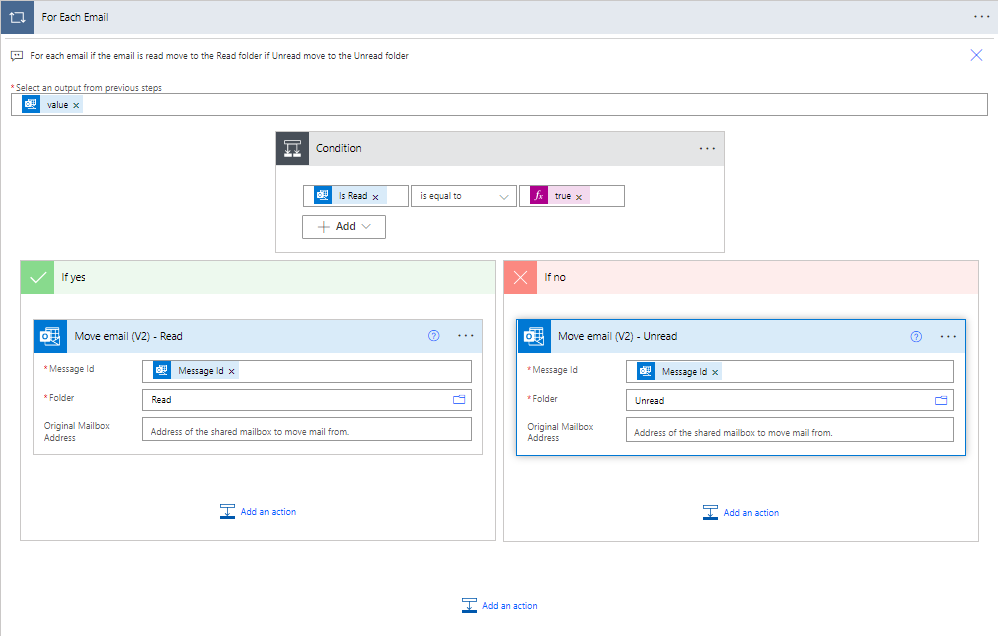 For Each Email
For each email if the email is read move to the Read folder if Unread move to the Unread folder
*Select an output from previous steps
value ×
Condition
Is Read ×
is equal to
fx true ×
+ Add
If yes
Move email (V2) - Read
?
*Message Id
Message Id ×
*Folder
Read
Original Mailbox
Address
Address of the shared mailbox to move mail from.
Add an action
If no
Move email (V2) - Unread
?
*Message Id
Message Id ×
*Folder
Unread
Original Mailbox
Address
Address of the shared mailbox to move mail from.
Add an action
Add an action